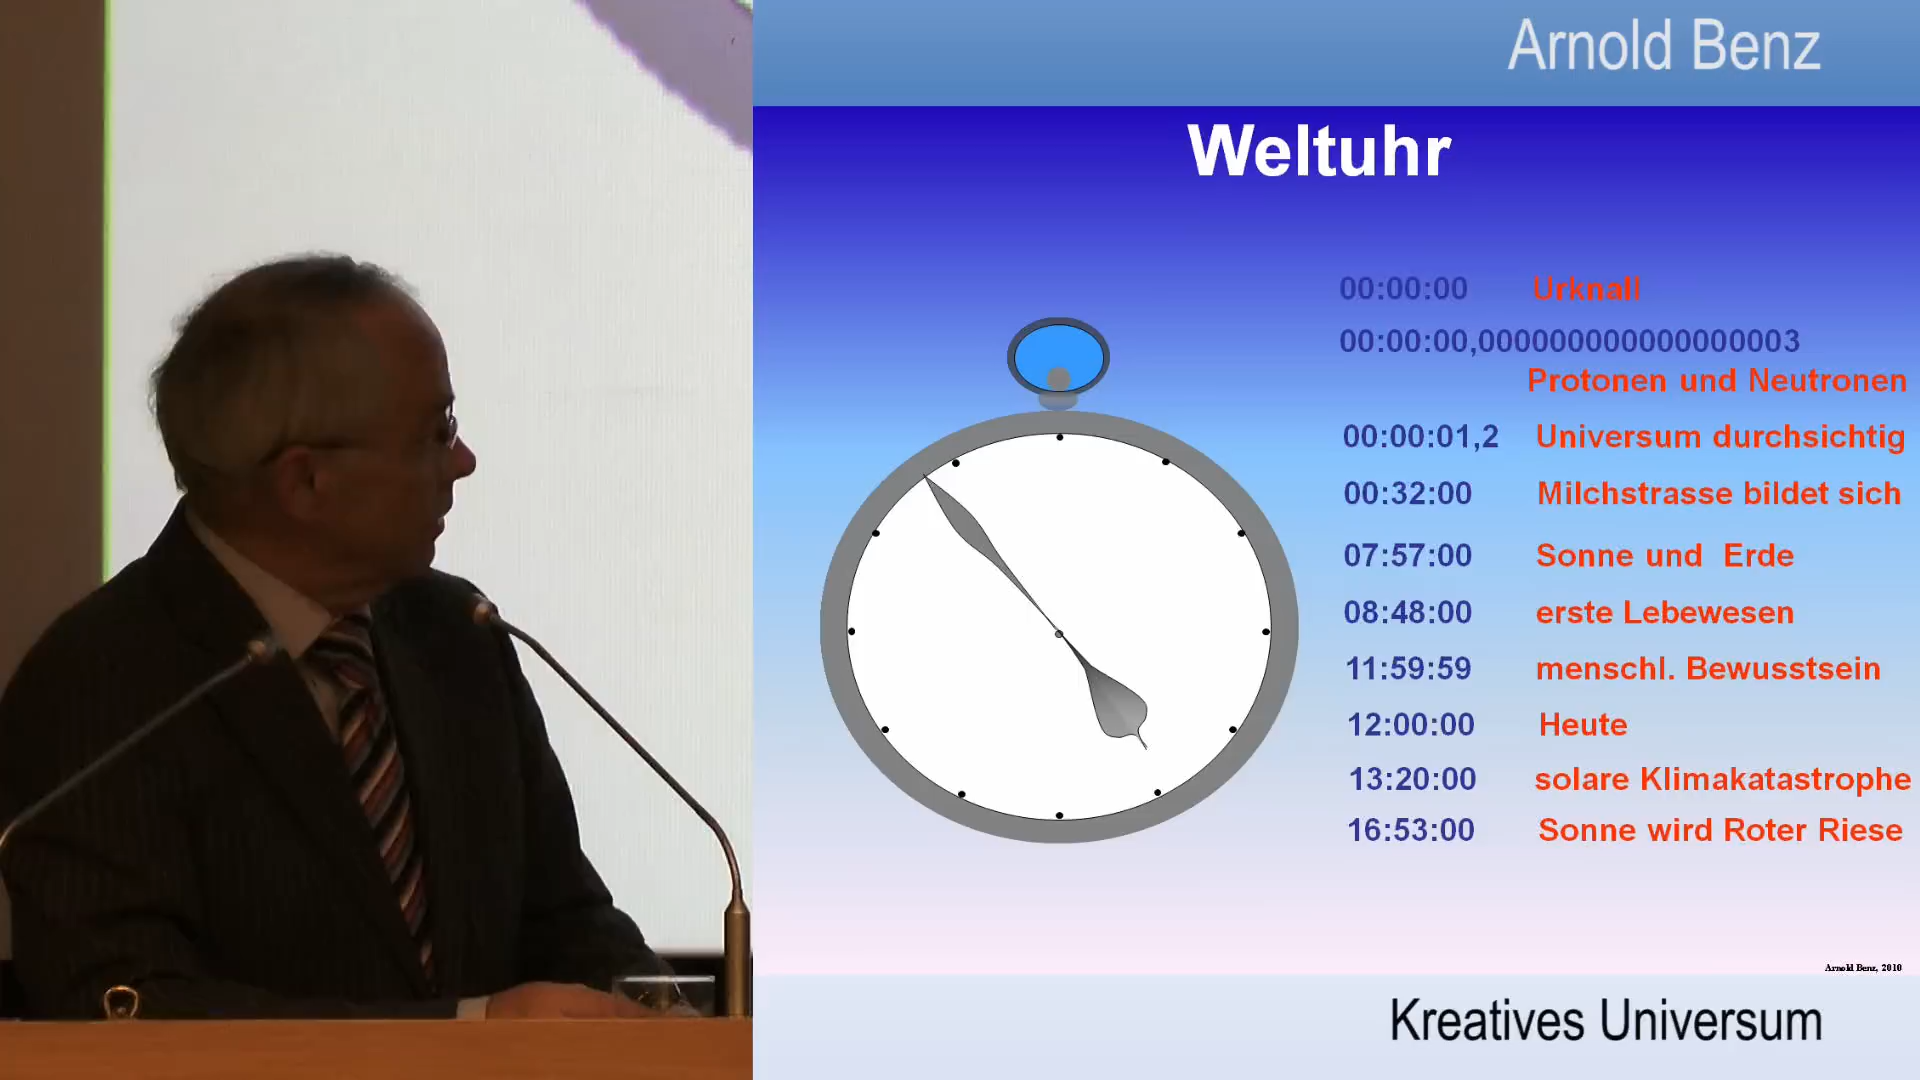 Arnold Benz
Weltuhr
00:00:00 Urknall
00:00:00,000000000000000003
Protonen und Neutronen
00:00:01,2 Universum durchsichtig
00:32:00 Milchstrasse bildet sich
07:57:00 Sonne und Erde
08:48:00 erste Lebewesen
11:59:59 menschl. Bewusstsein
12:00:00 Heute
13:20:00 solare Klimakatastrophe
16:53:00 Sonne wird Roter Riese
Arnold Benz, 2010
Kreatives Universum